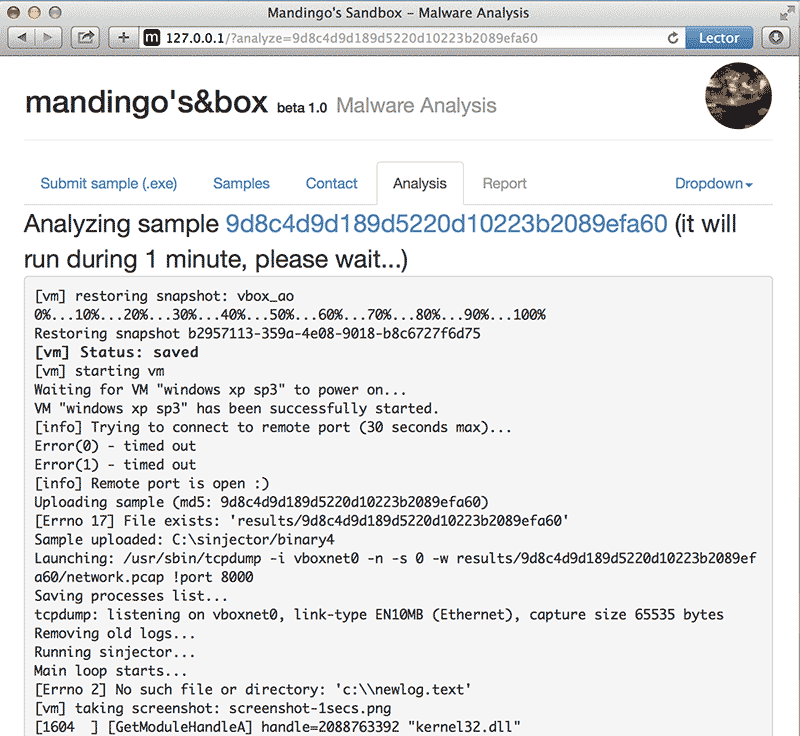 Mandingo's Sandbox – Malware Analysis
m 127.0.0.1/?analyze=9d8c4d9d189d5220d10223b2089efa60 Lector
mandingo's&box beta 1.0 Malware Analysis
Submit sample (.exe) Samples Contact Analysis Report Dropdown
Analyzing sample 9d8c4d9d189d5220d10223b2089efa60 (it will
run during 1 minute, please wait...)
[vm] restoring snapshot: vbox_ao
0%...10%...20%...30%...40%...50%...60%...70%...80%...90%...100%
Restoring snapshot b2957113-359a-4e08-9018-b8c6727f6d75
[vm] Status: saved
[vm] starting vm
Waiting for VM "windows xp sp3" to power on...
VM "windows xp sp3" has been successfully started.
[info] Trying to connect to remote port (30 seconds max)...
Error(0) - timed out
Error(1) - timed out
[info] Remote port is open :)
Uploading sample (md5: 9d8c4d9d189d5220d10223b2089efa60)
[Errno 17] File exists: 'results/9d8c4d9d189d5220d10223b2089efa60'
Sample uploaded: C:\sinjector/binary4
Launching: /usr/sbin/tcpdump -i vboxnet0 -n -s 0 -w results/9d8c4d9d189d5220d10223b2089ef
a60/network.pcap !port 8000
Saving processes list...
tcpdump: listening on vboxnet0, link-type EN10MB (Ethernet), capture size 65535 bytes
Removing old logs...
Running sinjector...
Main loop starts...
[Errno 2] No such file or directory: 'c:\\newlog.text'
[vm] taking screenshot: screenshot-1secs.png
[1604 ] [GetModuleHandleA] handle=2088763392 "kernel32.dll"